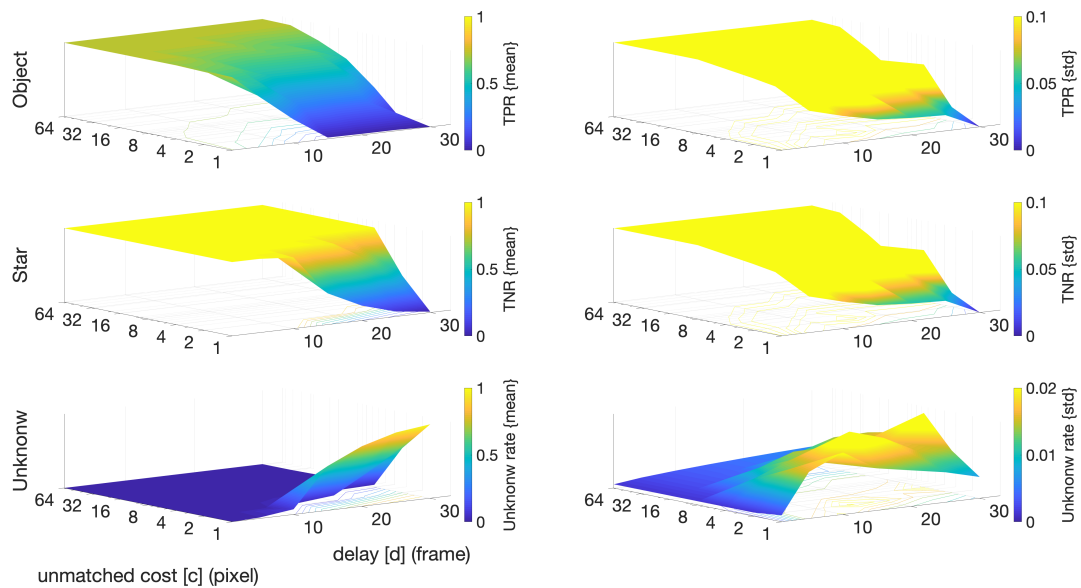 Object
64 32 16 8 4 2 1
10 20 30
1
0.5
0
TPR {mean}
64 32 16 8 4 2 1
10 20 30
0.1
0.05
0
TPR {std}
Star
64 32 16 8 4 2 1
10 20 30
1
0.5
0
TNR {mean}
64 32 16 8 4 2 1
10 20 30
0.1
0.05
0
TNR {std}
Unknonw
64 32 16 8 4 2 1
10 20 30
1
0.5
0
Unknonw rate {mean}
64 32 16 8 4 2 1
10 20 30
0.02
0.01
0
Unknonw rate {std}
delay [d] (frame)
unmatched cost [c] (pixel)